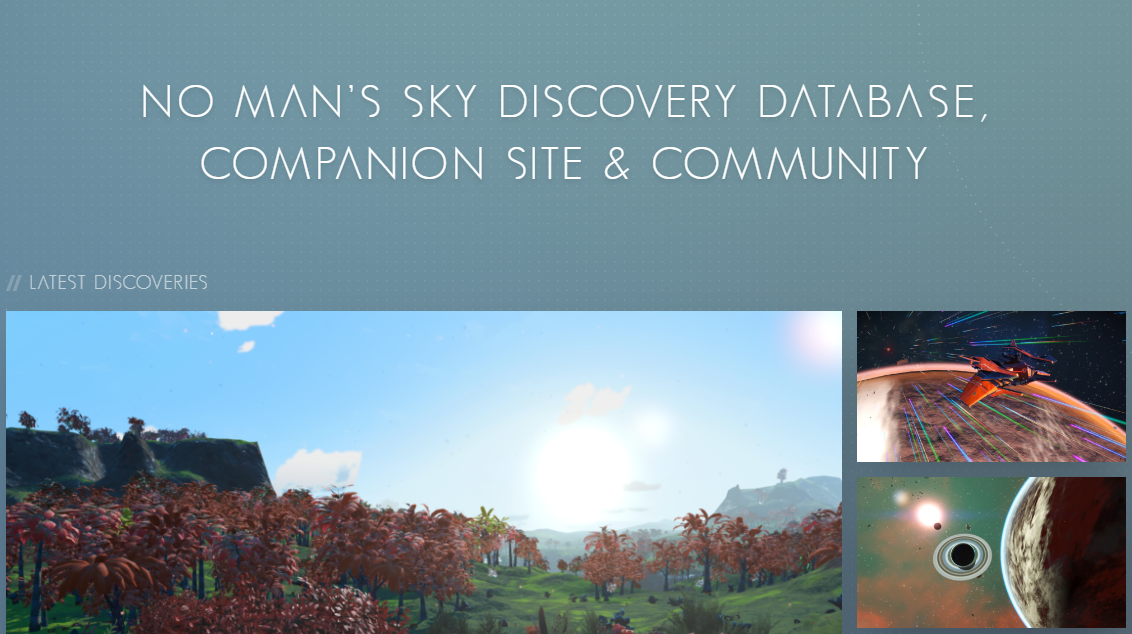 NO MAN'S SKY DISCOVERY DATABASE,
COMPANION SITE & COMMUNITY
// LATEST DISCOVERIES